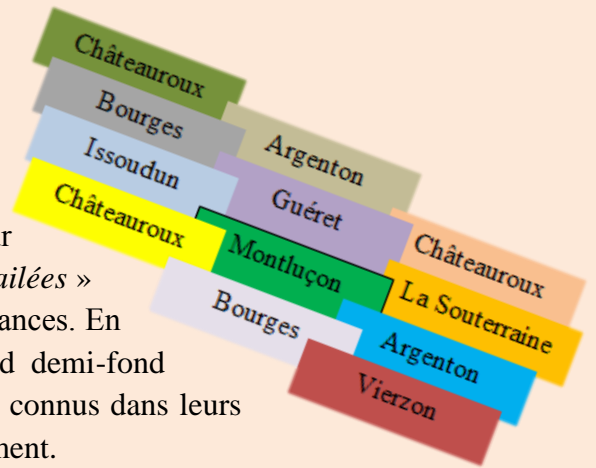 Châteauroux
Bourges
Argenton
Issoudun
Guéret
Châteauroux
Châteauroux
Montluçon
La Souterraine
Bourges
Argenton
Vierzon
ailées »
ances. En
demi-fond
connus dans leurs